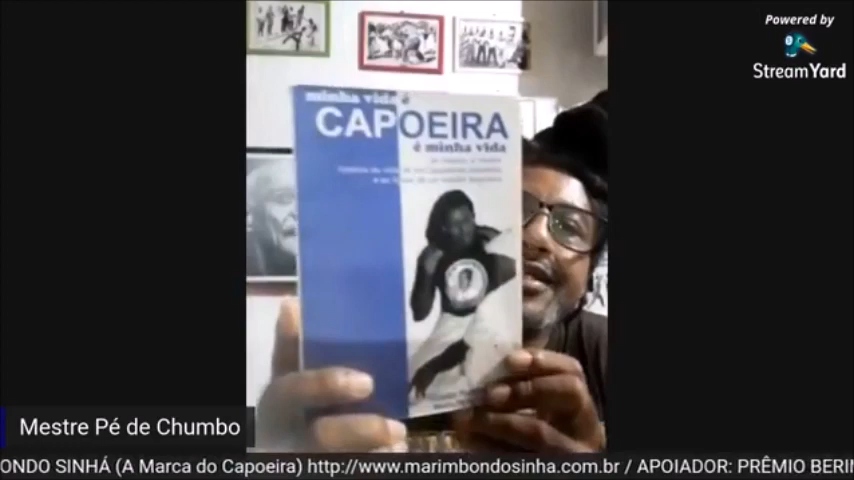 Powered by
StreamYard
minha vida é
CAPOEIRA
é minha vida
Mestre Pé de Chumbo
ONDO SINHÁ (A Marca do Capoeira) http://www.marimbondosinha.com.br / APOIADOR: PRÊMIO BERIN